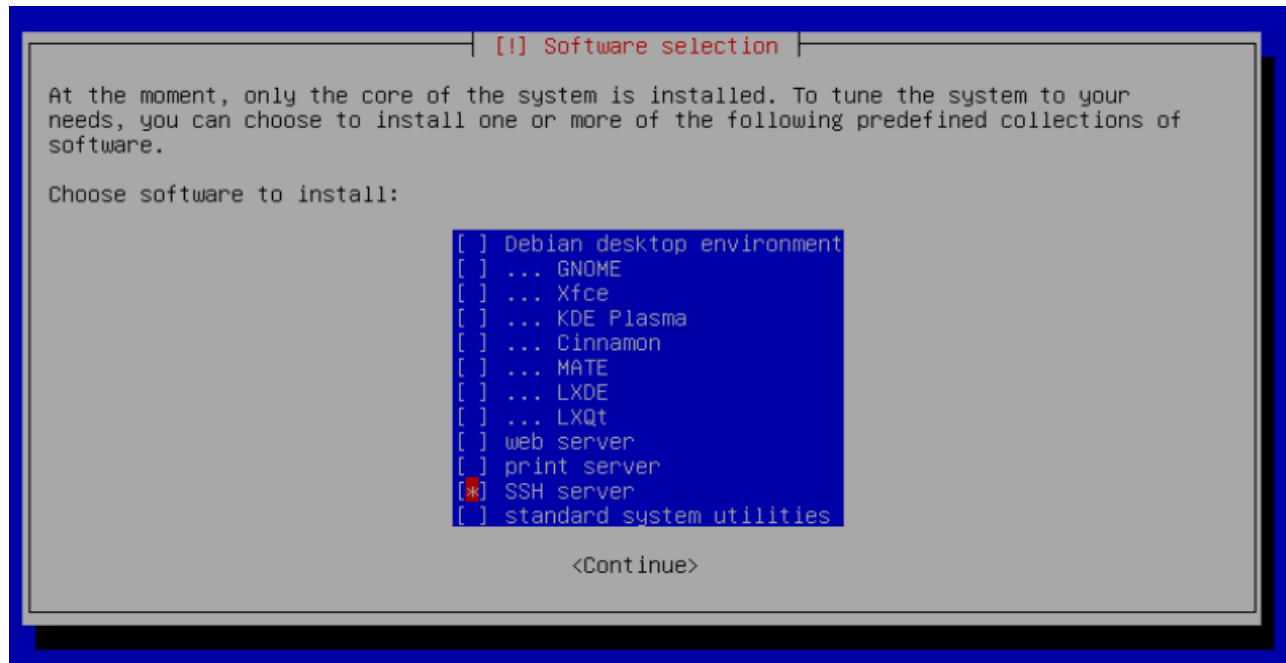 [!] Software selection
At the moment, only the core of the system is installed. To tune the system to your
needs, you can choose to install one or more of the following predefined collections of
software.
Choose software to install:
[ ] Debian desktop environment
[ ] ... GNOME
[ ] ... Xfce
[ ] ... KDE Plasma
[ ] ... Cinnamon
[ ] ... MATE
[ ] ... LXDE
[ ] ... LXQt
[ ] web server
[ ] print server
[*] SSH server
[ ] standard system utilities
<Continue>